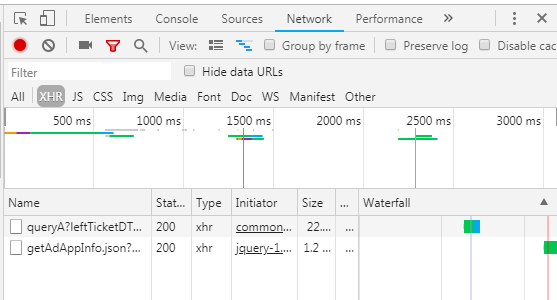 Elements Console Sources Network Performance »
View: Group by frame Preserve log Disable cac
Filter Hide data URLs
All XHR JS CSS Img Media Font Doc WS Manifest Other
500 ms 1000 ms 1500 ms 2000 ms 2500 ms 3000 ms
Name Stat... Type Initiator Size ... Waterfall
queryA?leftTicketDT... 200 xhr common.... 22.... ...
getAdAppInfo.json?... 200 xhr jquery-1.... 1.2 ... ...